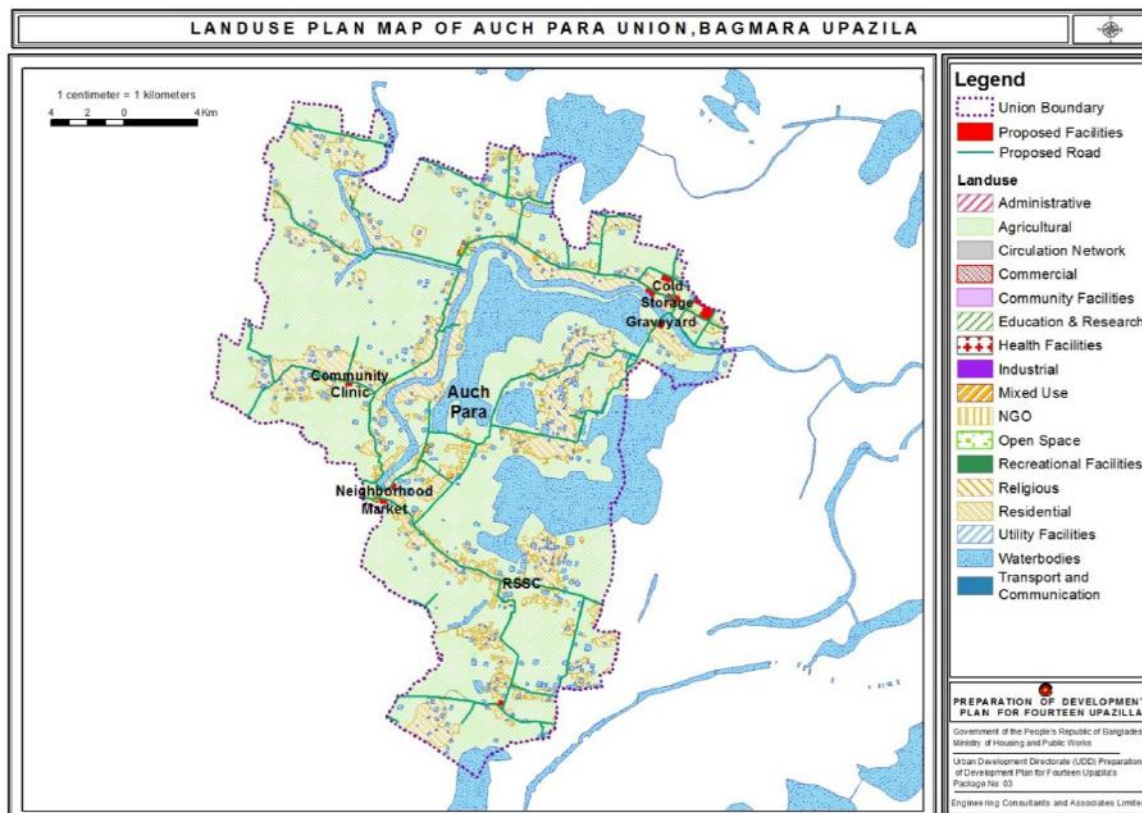 LANDUSE PLAN MAP OF AUCH PARA UNION,BAGMARA UPAZILA
1 centimeter = 1 kilometers
4 2 0 4 Km
Cold
Storage
Graveyard
Community
Clinic
Auch
Para
Neighborhood
Market
RSSC
Legend
Union Boundary
Proposed Facilities
Proposed Road
Landuse
Administrative
Agricultural
Circulation Network
Commercial
Community Facilities
Education & Research
Health Facilities
Industrial
Mixed Use
NGO
Open Space
Recreational Facilities
Religious
Residential
Utility Facilities
Waterbodies
Transport and
Communication
PREPARATION OF DEVELOPMENT
PLAN FOR FOURTEEN UPAZILLA
Government of the People's Republic of Banglades
Ministry of Housing and Public Works
Urban Development Directorate (UDD) Preparation
of Development Plan for Fourteen Upazila's
Package No: 03
Engineering Consultants and Associates Limite